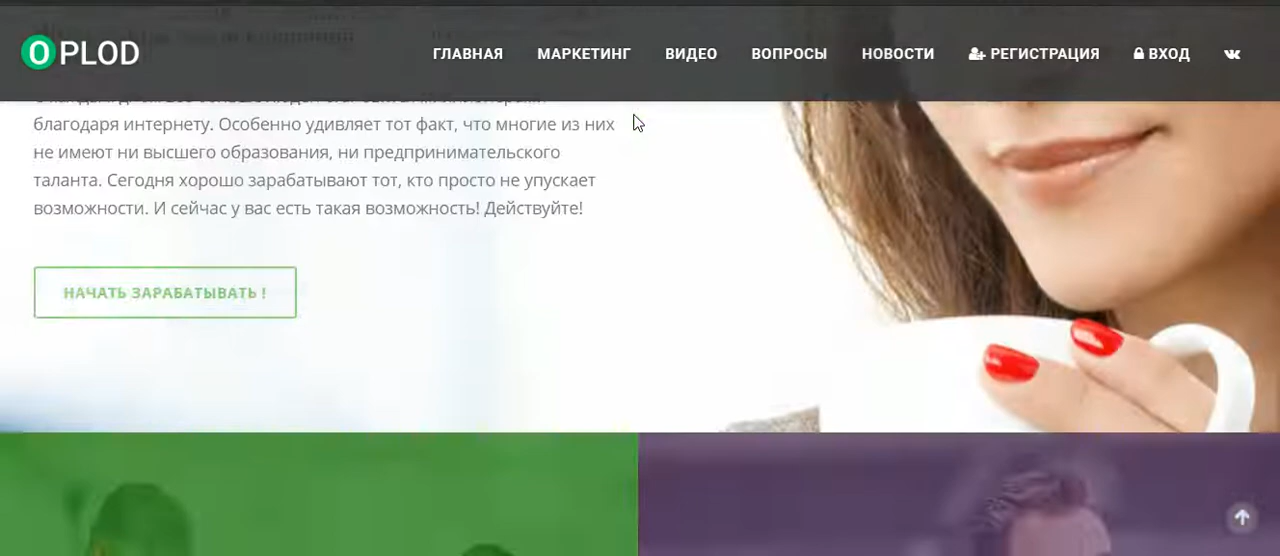 OPLOD
ГЛАВНАЯ МАРКЕТИНГ ВИДЕО ВОПРОСЫ НОВОСТИ РЕГИСТРАЦИЯ ВХОД
благодаря интернету. Особенно удивляет тот факт, что многие из них
не имеют ни высшего образования, ни предпринимательского
таланта. Сегодня хорошо зарабатывают тот, кто просто не упускает
возможности. И сейчас у вас есть такая возможность! Действуйте!
НАЧАТЬ ЗАРАБАТЫВАТЬ !